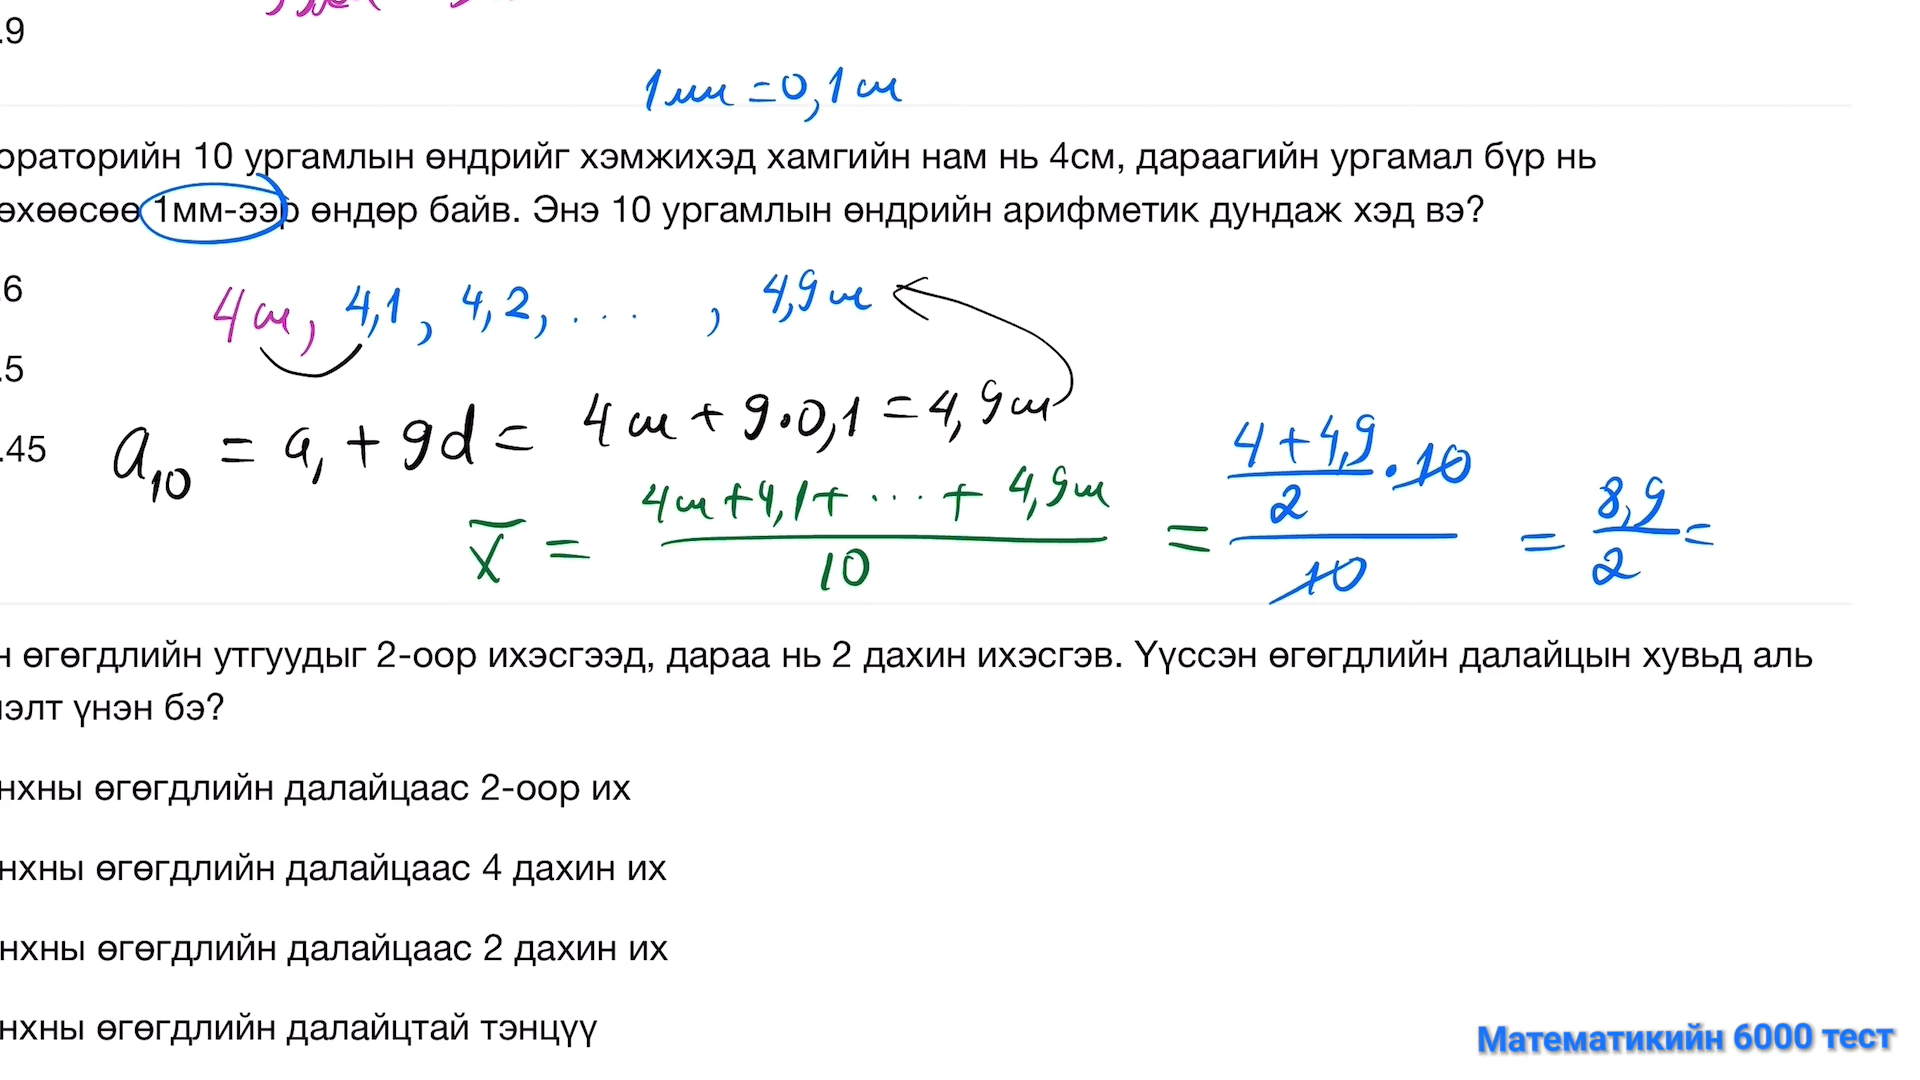 .9
1мм = 0,1 см
ораторийн 10 ургамлын өндрийг хэмжихэд хамгийн нам нь 4см, дараагийн ургамал бүр нь
өхөөсөө 1мм-ээр өндөр байв. Энэ 10 ургамлын өндрийн арифметик дундаж хэд вэ?
.6
4см, 4,1, 4,2, ... , 4,9см
.5
a₁₀ = a₁ + 9d = 4см + 9·0,1 = 4,9см
.45
x̅ = (4см+4,1+ ... + 4,9см)/10 = ((4+4,9)/2 · 10)/10 = 8,9/2 =
н өгөгдлийн утгуудыг 2-оор ихэсгээд, дараа нь 2 дахин ихэсгэв. Үүссэн өгөгдлийн далайцын хувьд аль
элт үнэн бэ?
нхны өгөгдлийн далайцаас 2-оор их
нхны өгөгдлийн далайцаас 4 дахин их
нхны өгөгдлийн далайцаас 2 дахин их
нхны өгөгдлийн далайцтай тэнцүү
Математикийн 6000 тест